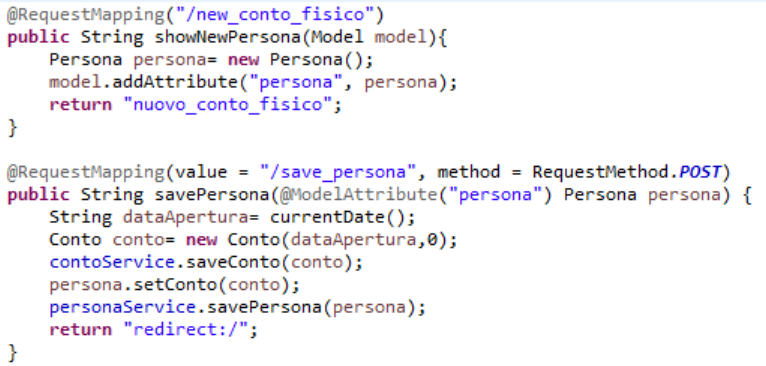 @RequestMapping("/new_conto_fisico")
public String showNewPersona(Model model){
    Persona persona= new Persona();
    model.addAttribute("persona", persona);
    return "nuovo_conto_fisico";
}

@RequestMapping(value = "/save_persona", method = RequestMethod.POST)
public String savePersona(@ModelAttribute("persona") Persona persona) {
    String dataApertura= currentDate();
    Conto conto= new Conto(dataApertura,0);
    contoService.saveConto(conto);
    persona.setConto(conto);
    personaService.savePersona(persona);
    return "redirect:/";
}